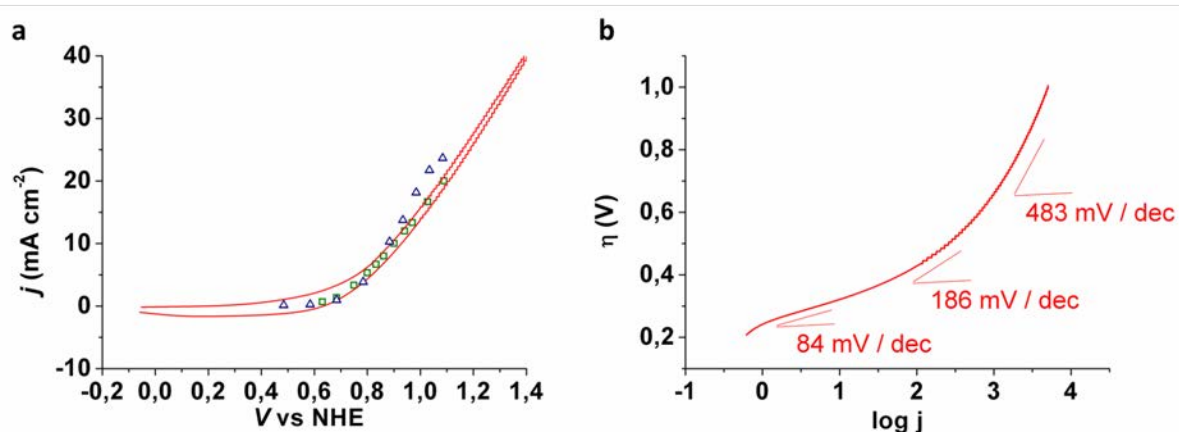 a
40
30
20
10
0
-10
j (mA cm⁻²)
-0,2 0,0 0,2 0,4 0,6 0,8 1,0 1,2 1,4
V vs NHE
b
1,0
0,8
0,6
0,4
0,2
η (V)
483 mV / dec
186 mV / dec
84 mV / dec
-1 0 1 2 3 4
log j